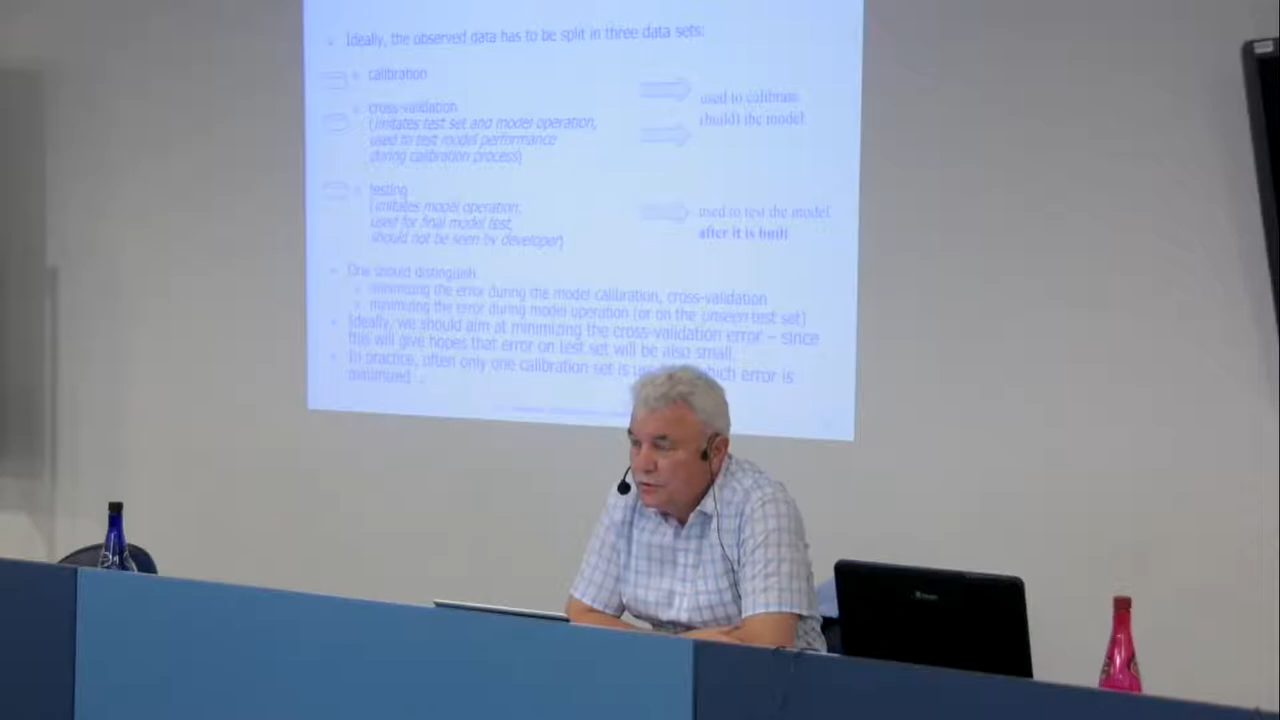 Ideally, the observed data has to be split in three data sets:
calibration
cross-validation
(imitates test set and model operation,
used to test model performance
during calibration process)
used to calibrate
(build) the model
testing
(imitates model operation,
used for final model test,
should not be seen by developer)
used to test the model
after it is built
One should distinguish
minimizing the error during the model calibration, cross-validation
minimizing the error during model operation (or on the unseen test set)
Ideally, we should aim at minimizing the cross-validation error – since
this will give hopes that error on test set will be also small.
In practice, often only one calibration set is which error is
minimized ...